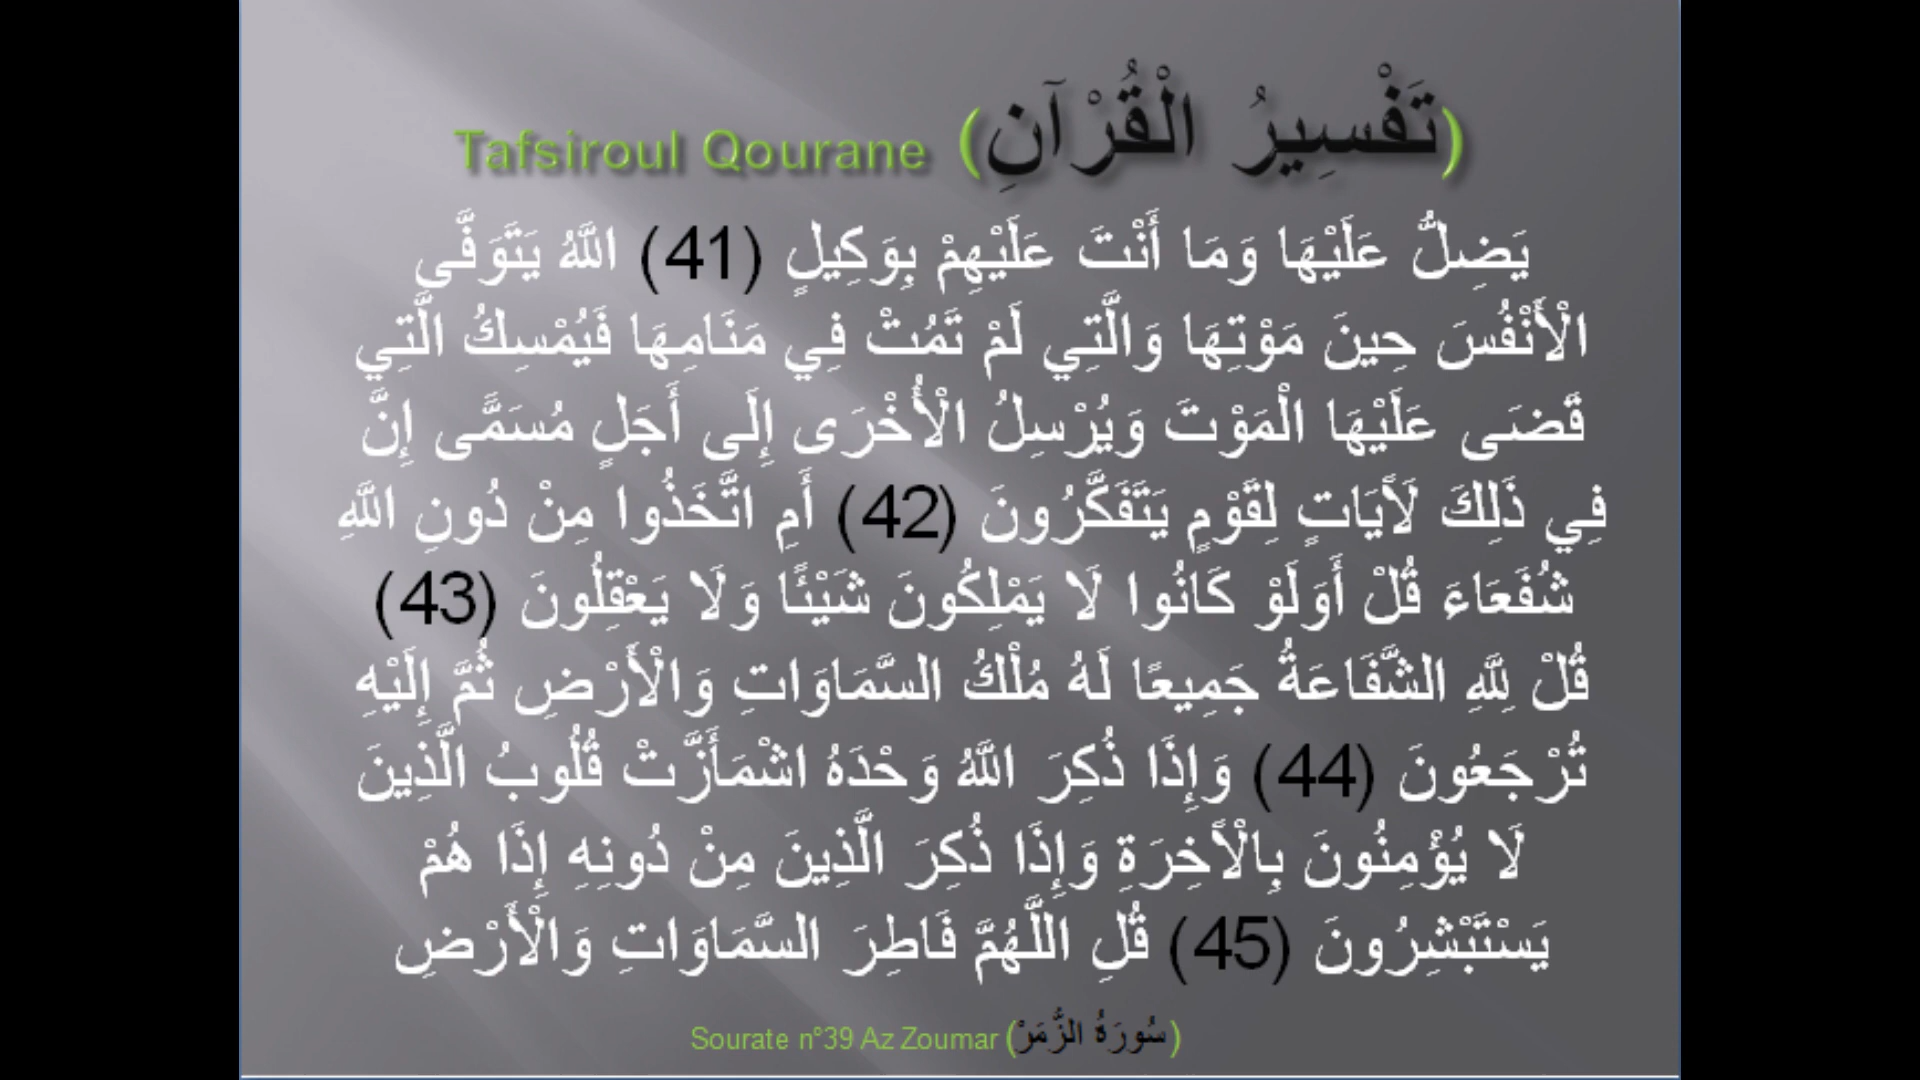 Tafsiroul Qourane (تَفْسِيرُ الْقُرْآنِ)
يَضِلُّ عَلَيْهَا وَمَا أَنْتَ عَلَيْهِمْ بِوَكِيلٍ (41) اللَّهُ يَتَوَفَّى
الْأَنْفُسَ حِينَ مَوْتِهَا وَالَّتِي لَمْ تَمُتْ فِي مَنَامِهَا فَيُمْسِكُ الَّتِي
قَضَى عَلَيْهَا الْمَوْتَ وَيُرْسِلُ الْأُخْرَى إِلَى أَجَلٍ مُسَمًّى إِنَّ
فِي ذَلِكَ لَآيَاتٍ لِقَوْمٍ يَتَفَكَّرُونَ (42) أَمِ اتَّخَذُوا مِنْ دُونِ اللَّهِ
شُفَعَاءَ قُلْ أَوَلَوْ كَانُوا لَا يَمْلِكُونَ شَيْئًا وَلَا يَعْقِلُونَ (43)
قُلْ لِلَّهِ الشَّفَاعَةُ جَمِيعًا لَهُ مُلْكُ السَّمَاوَاتِ وَالْأَرْضِ ثُمَّ إِلَيْهِ
تُرْجَعُونَ (44) وَإِذَا ذُكِرَ اللَّهُ وَحْدَهُ اشْمَأَزَّتْ قُلُوبُ الَّذِينَ
لَا يُؤْمِنُونَ بِالْآخِرَةِ وَإِذَا ذُكِرَ الَّذِينَ مِنْ دُونِهِ إِذَا هُمْ
يَسْتَبْشِرُونَ (45) قُلِ اللَّهُمَّ فَاطِرَ السَّمَاوَاتِ وَالْأَرْضِ
Sourate n°39 Az Zoumar (سُورَةُ الزُّمَرْ)